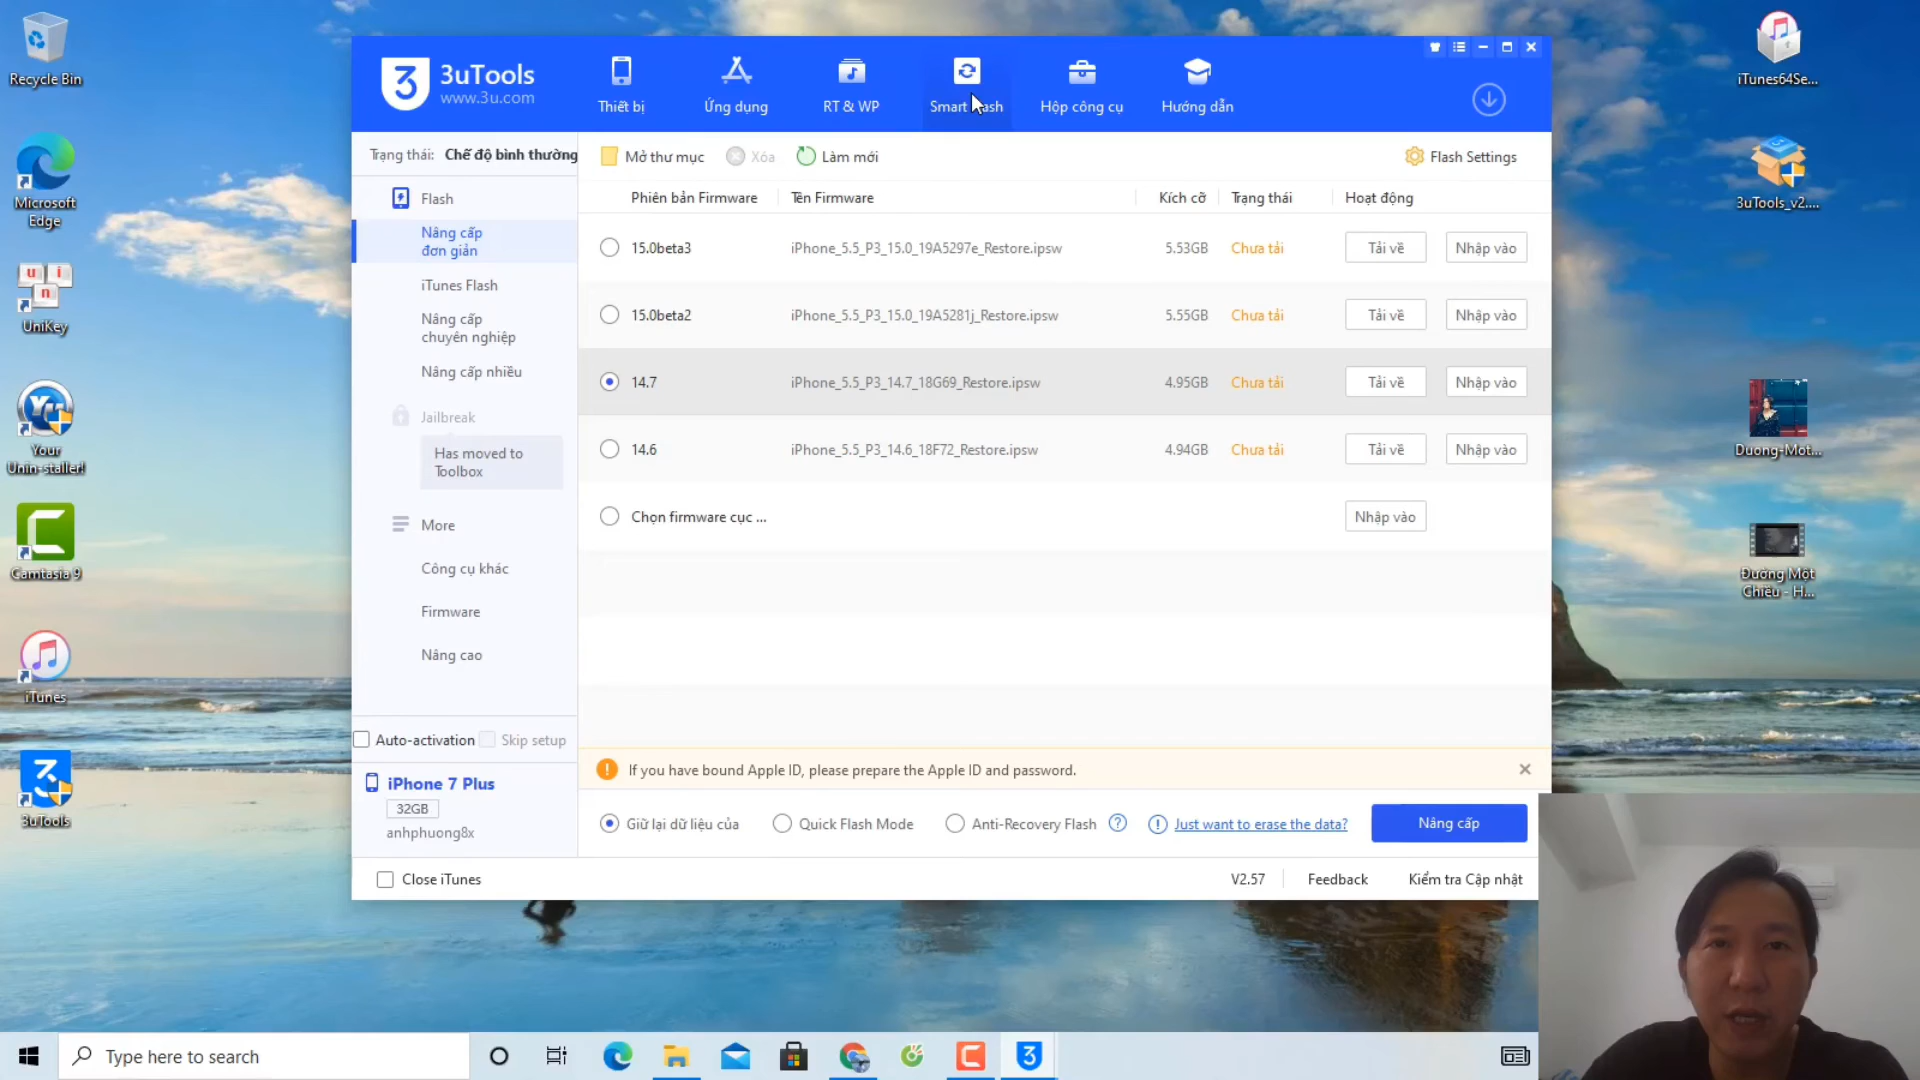 Recycle Bin
Microsoft
Edge
UniKey
Your
Unin-staller!
Camtasia 9
iTunes
3uTools
3uTools
www.3u.com
Thiết bị
Ứng dụng
RT & WP
Smart Flash
Hộp công cụ
Hướng dẫn
Trạng thái: Chế độ bình thường
Flash
Nâng cấp
đơn giản
iTunes Flash
Nâng cấp
chuyên nghiệp
Nâng cấp nhiều
Jailbreak
Has moved to
Toolbox
More
Công cụ khác
Firmware
Nâng cao
Auto-activation Skip setup
iPhone 7 Plus
32GB
anhphuong8x
Mở thư mục Xóa Làm mới Flash Settings
Phiên bản Firmware Tên Firmware Kích cỡ Trạng thái Hoạt động
15.0beta3 iPhone_5.5_P3_15.0_19A5297e_Restore.ipsw 5.53GB Chưa tải Tải về Nhập vào
15.0beta2 iPhone_5.5_P3_15.0_19A5281j_Restore.ipsw 5.55GB Chưa tải Tải về Nhập vào
14.7 iPhone_5.5_P3_14.7_18G69_Restore.ipsw 4.95GB Chưa tải Tải về Nhập vào
14.6 iPhone_5.5_P3_14.6_18F72_Restore.ipsw 4.94GB Chưa tải Tải về Nhập vào
Chọn firmware cục ... Nhập vào
If you have bound Apple ID, please prepare the Apple ID and password.
Giữ lại dữ liệu của Quick Flash Mode Anti-Recovery Flash Just want to erase the data? Nâng cấp
Close iTunes V2.57 Feedback Kiểm tra Cập nhật
iTunes64Se...
3uTools_v2....
Duong-Mot...
Đường Một
Chiều - H...
Type here to search